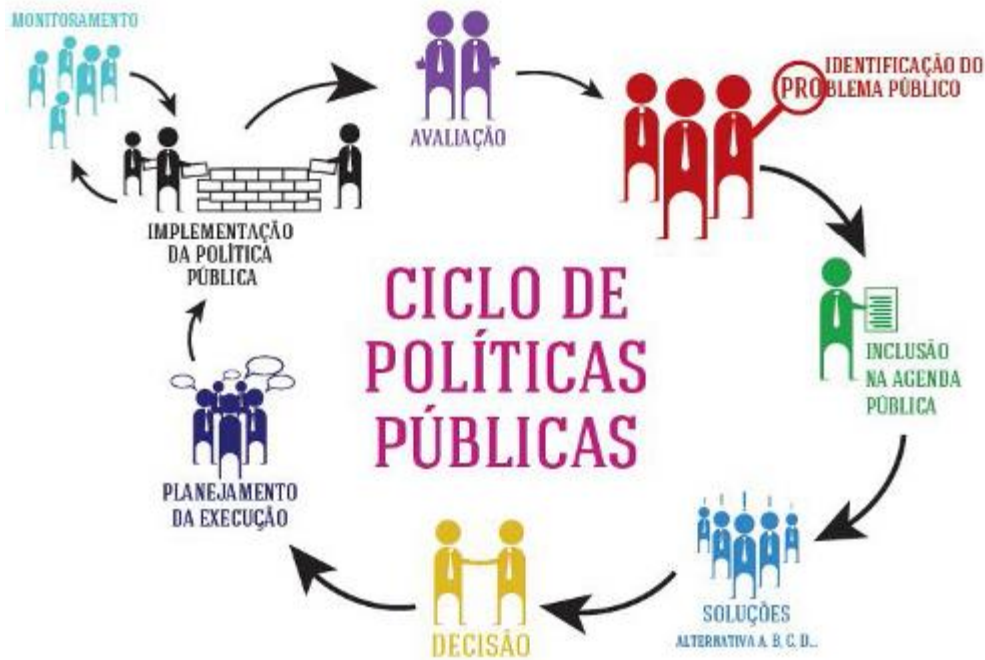 MONITORAMENTO
AVALIAÇÃO
IDENTIFICAÇÃO DO
PROBLEMA PÚBLICO
IMPLEMENTAÇÃO
DA POLÍTICA
PÚBLICA
CICLO DE
POLÍTICAS
PÚBLICAS
INCLUSÃO
NA AGENDA
PÚBLICA
PLANEJAMENTO
DA EXECUÇÃO
DECISÃO
SOLUÇÕES
ALTERNATIVA A, B, C, D...